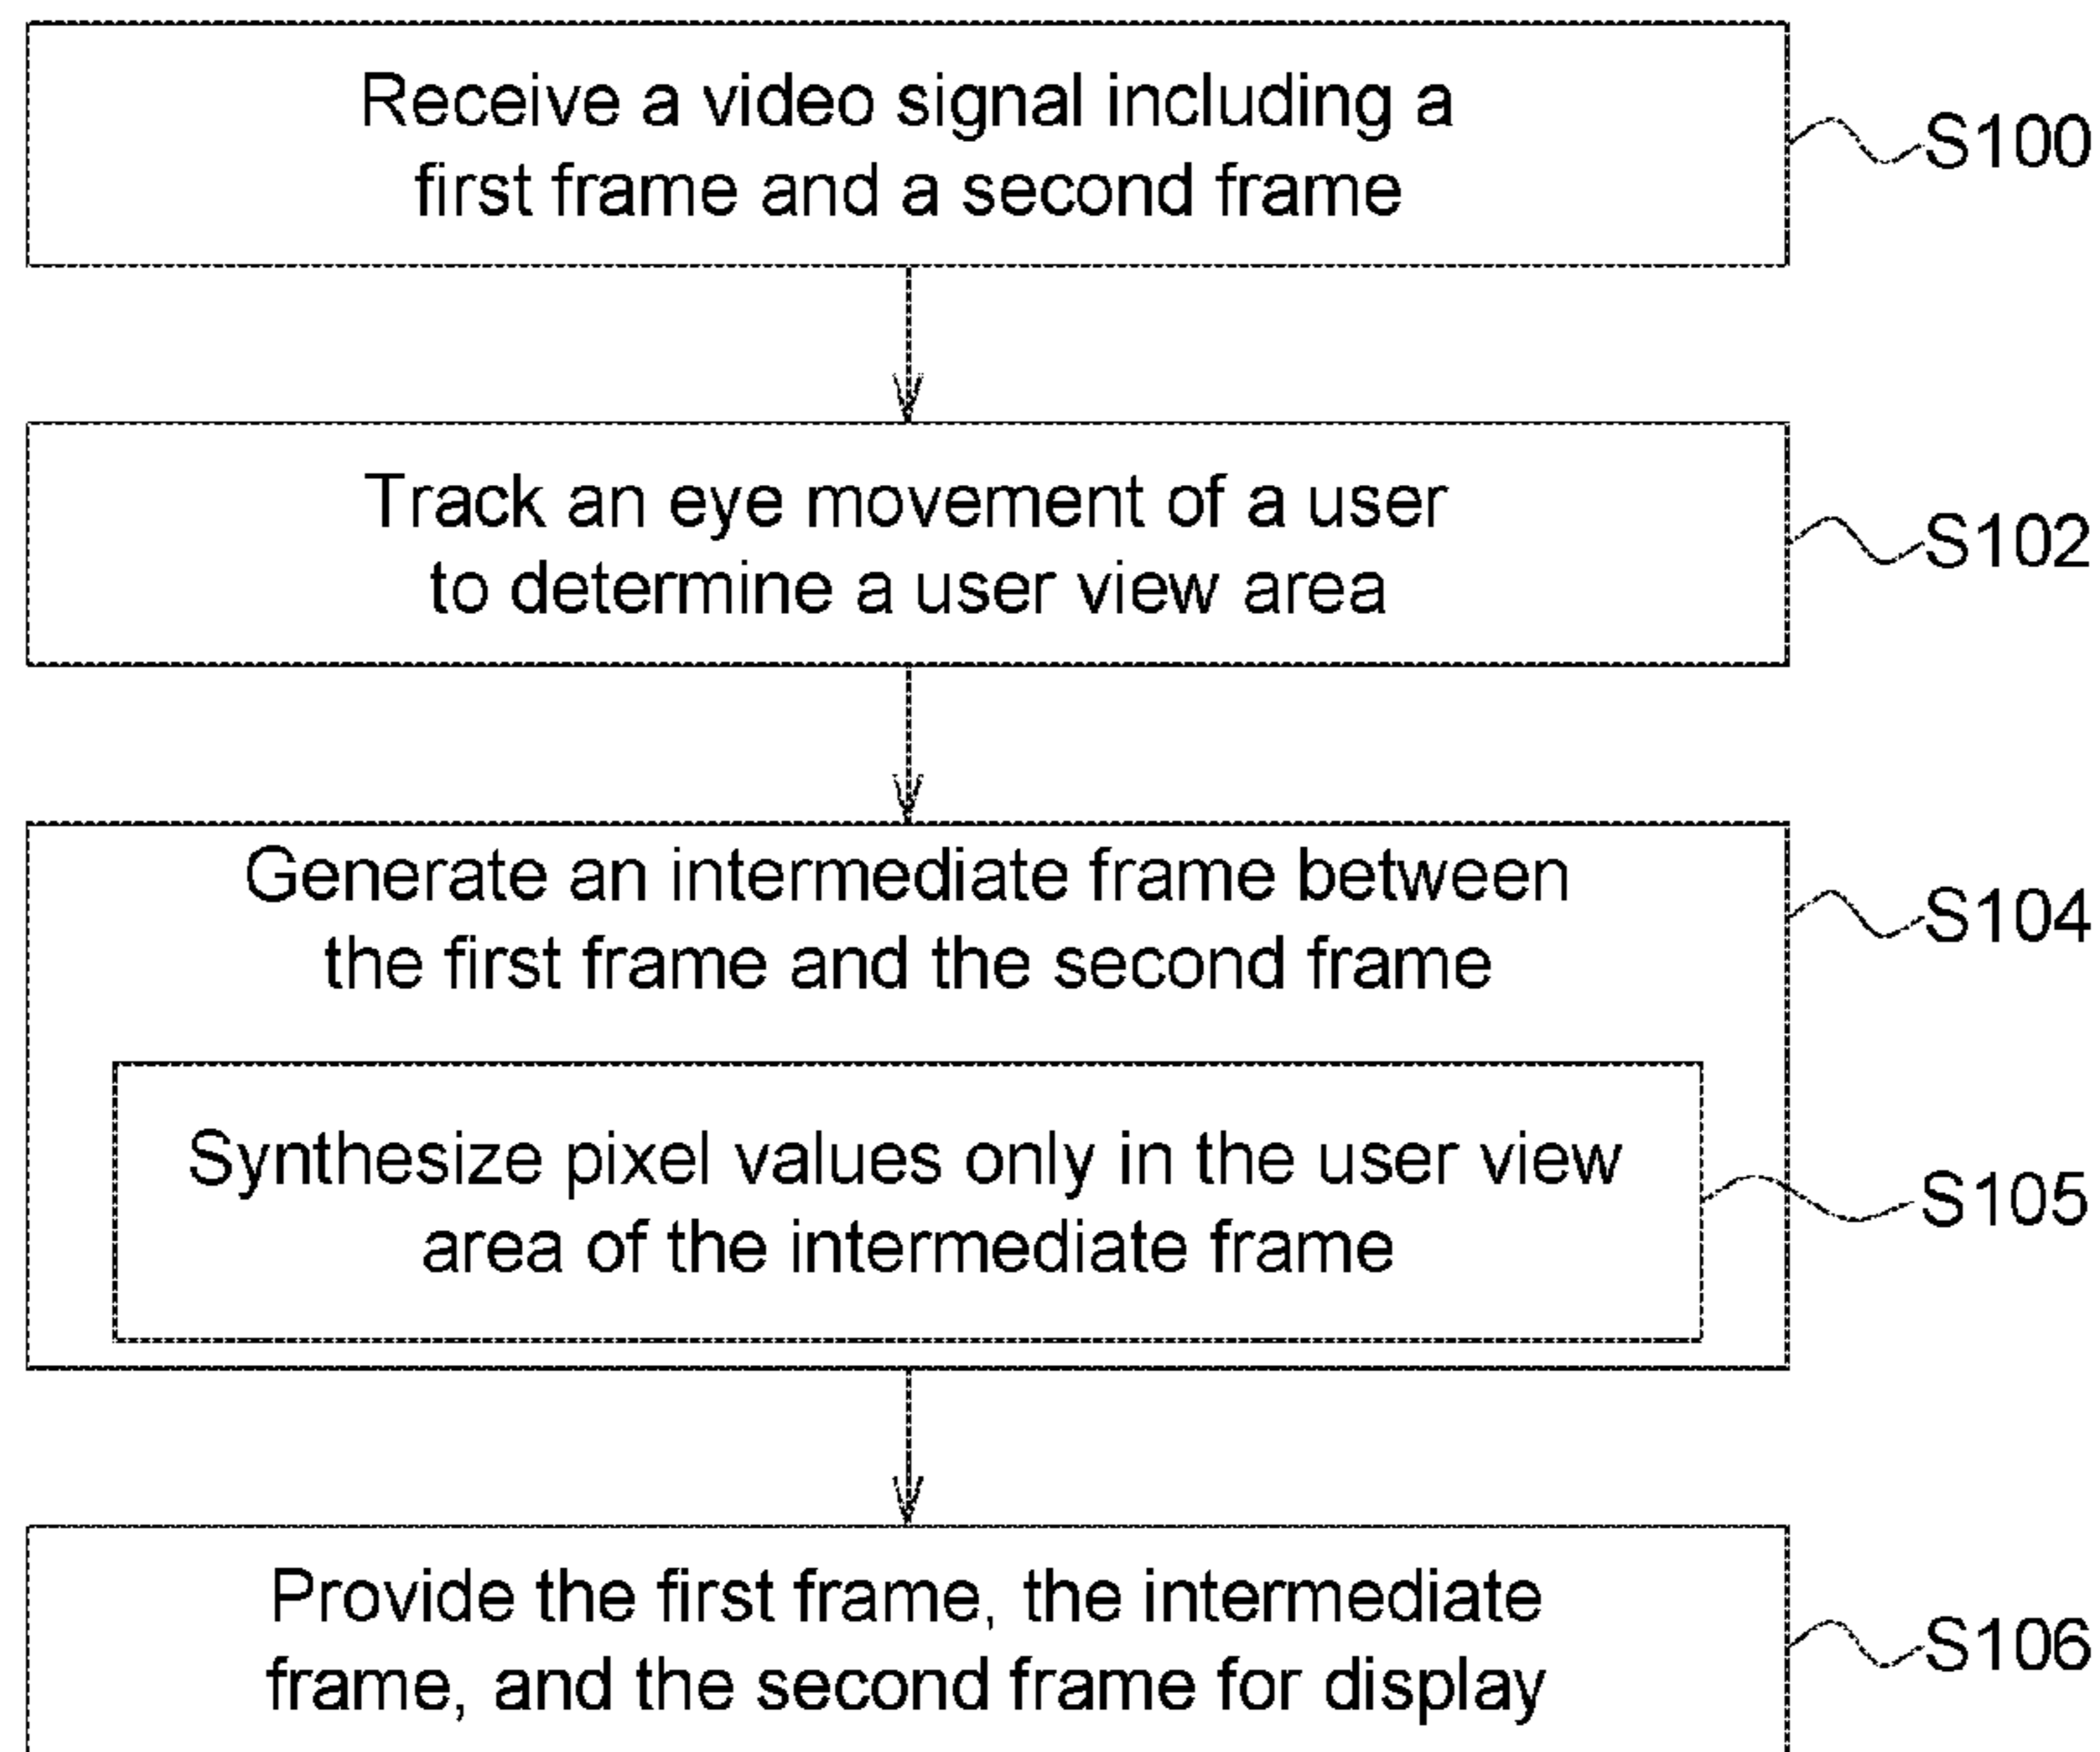 Receive a video signal including a
first frame and a second frame
S100
Track an eye movement of a user
to determine a user view area
S102
Generate an intermediate frame between
the first frame and the second frame
S104
Synthesize pixel values only in the user view
area of the intermediate frame
S105
Provide the first frame, the intermediate
frame, and the second frame for display
S106